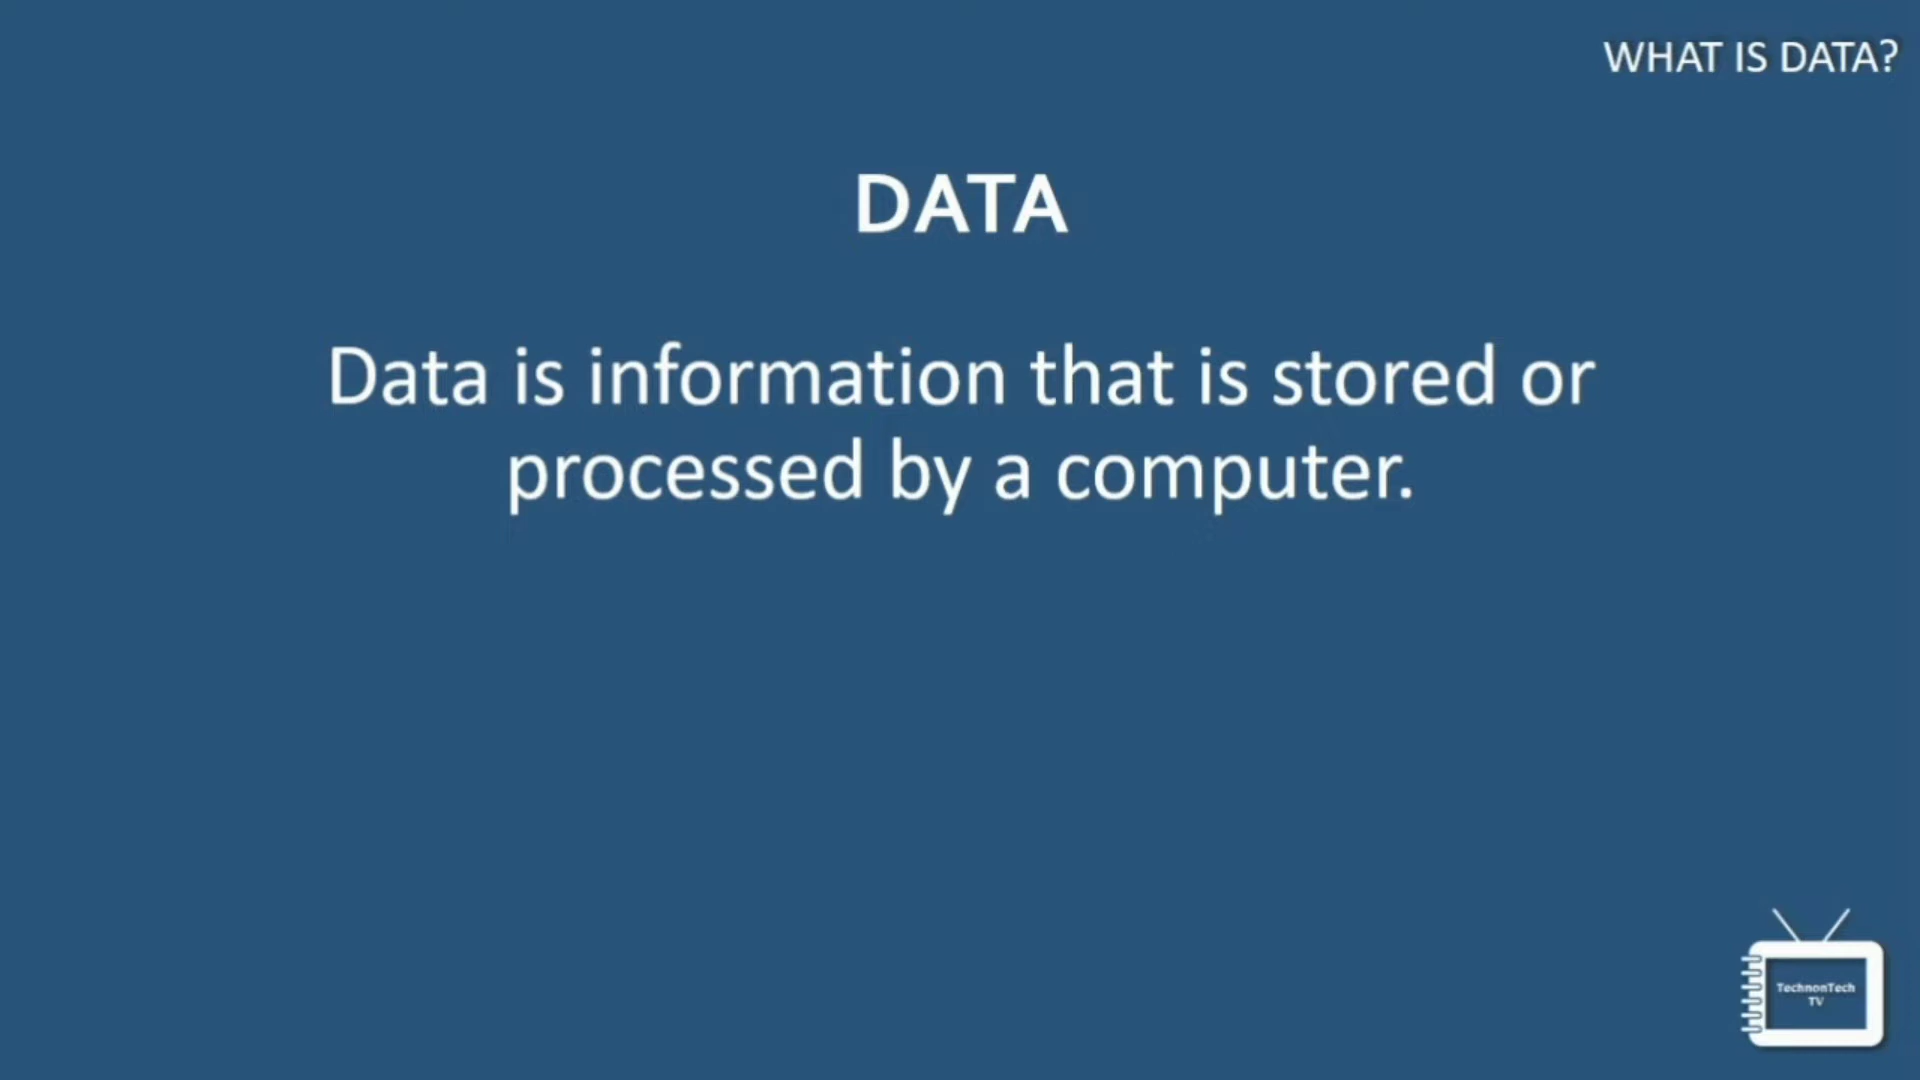 WHAT IS DATA?
DATA
Data is information that is stored or
processed by a computer.
TechnonTech
TV